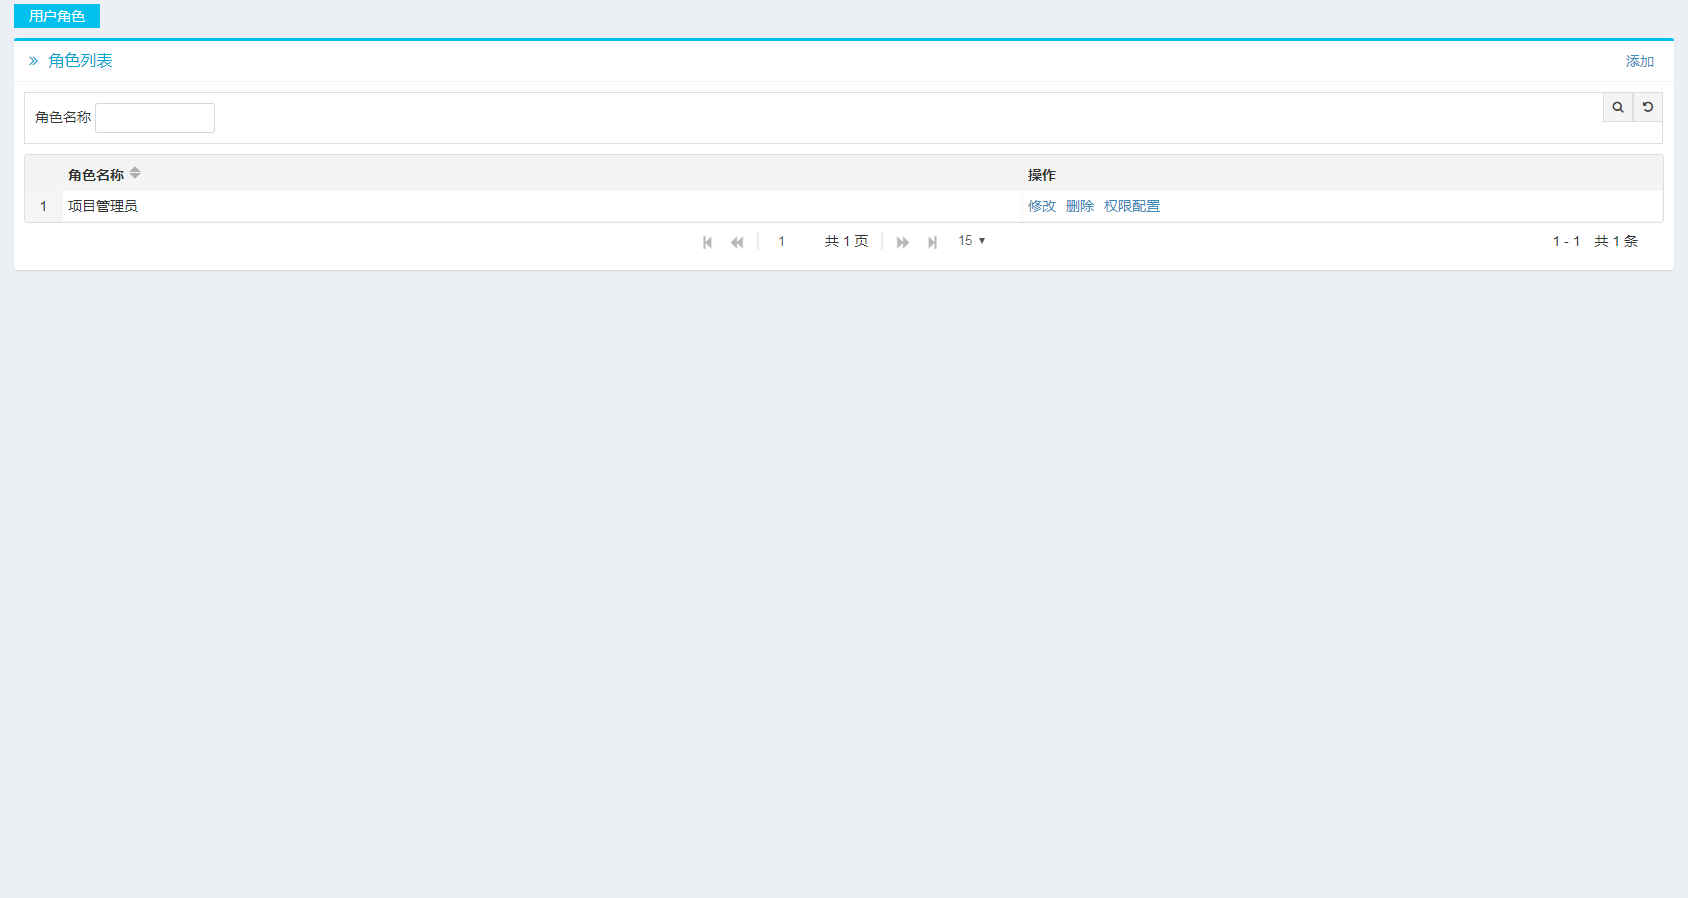 用户角色
角色列表 添加
角色名称
角色名称 操作
1 项目管理员 修改 删除 权限配置
1 共 1 页 15 1 - 1 共 1 条